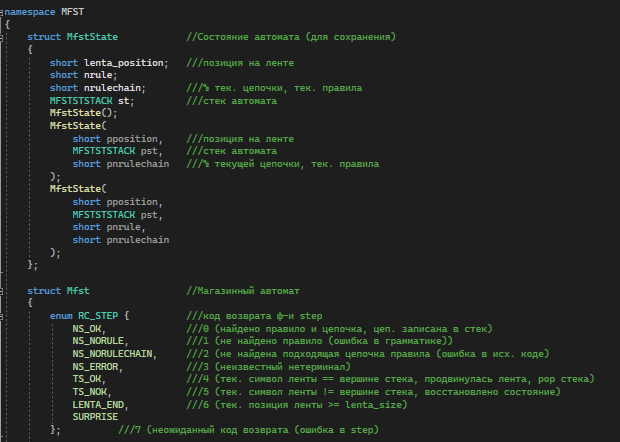 namespace MFST
{
struct MfstState //Состояние автомата (для сохранения)
{
short lenta_position; ///позиция на ленте
short nrule;
short nrulechain; ///% тек. цепочки, тек. правила
MFSTSTSTACK st; ///стек автомата
MfstState();
MfstState(
short pposition, ///позиция на ленте
MFSTSTSTACK pst, ///стек автомата
short pnrulechain ///% текущей цепочки, тек. правила
);
MfstState(
short pposition,
MFSTSTSTACK pst,
short pnrule,
short pnrulechain
);
};
struct Mfst //Магазинный автомат
{
enum RC_STEP { ///код возврата ф-и step
NS_OK, ///0 (найдено правило и цепочка, цеп. записана в стек)
NS_NORULE, ///1 (не найдено правило (ошибка в грамматике))
NS_NORULECHAIN, ///2 (не найдена подходящая цепочка правила (ошибка в исх. коде)
NS_ERROR, ///3 (неизвестный нетерминал)
TS_OK, ///4 (тек. символ ленты == вершине стека, продвинулась лента, pop стека)
TS_NOK, ///5 (тек. символ ленты != вершине стека, восстановлено состояние)
LENTA_END, ///6 (тек. позиция ленты >= lenta_size)
SURPRISE
}; ///7 (неожиданный код возврата (ошибка в step)